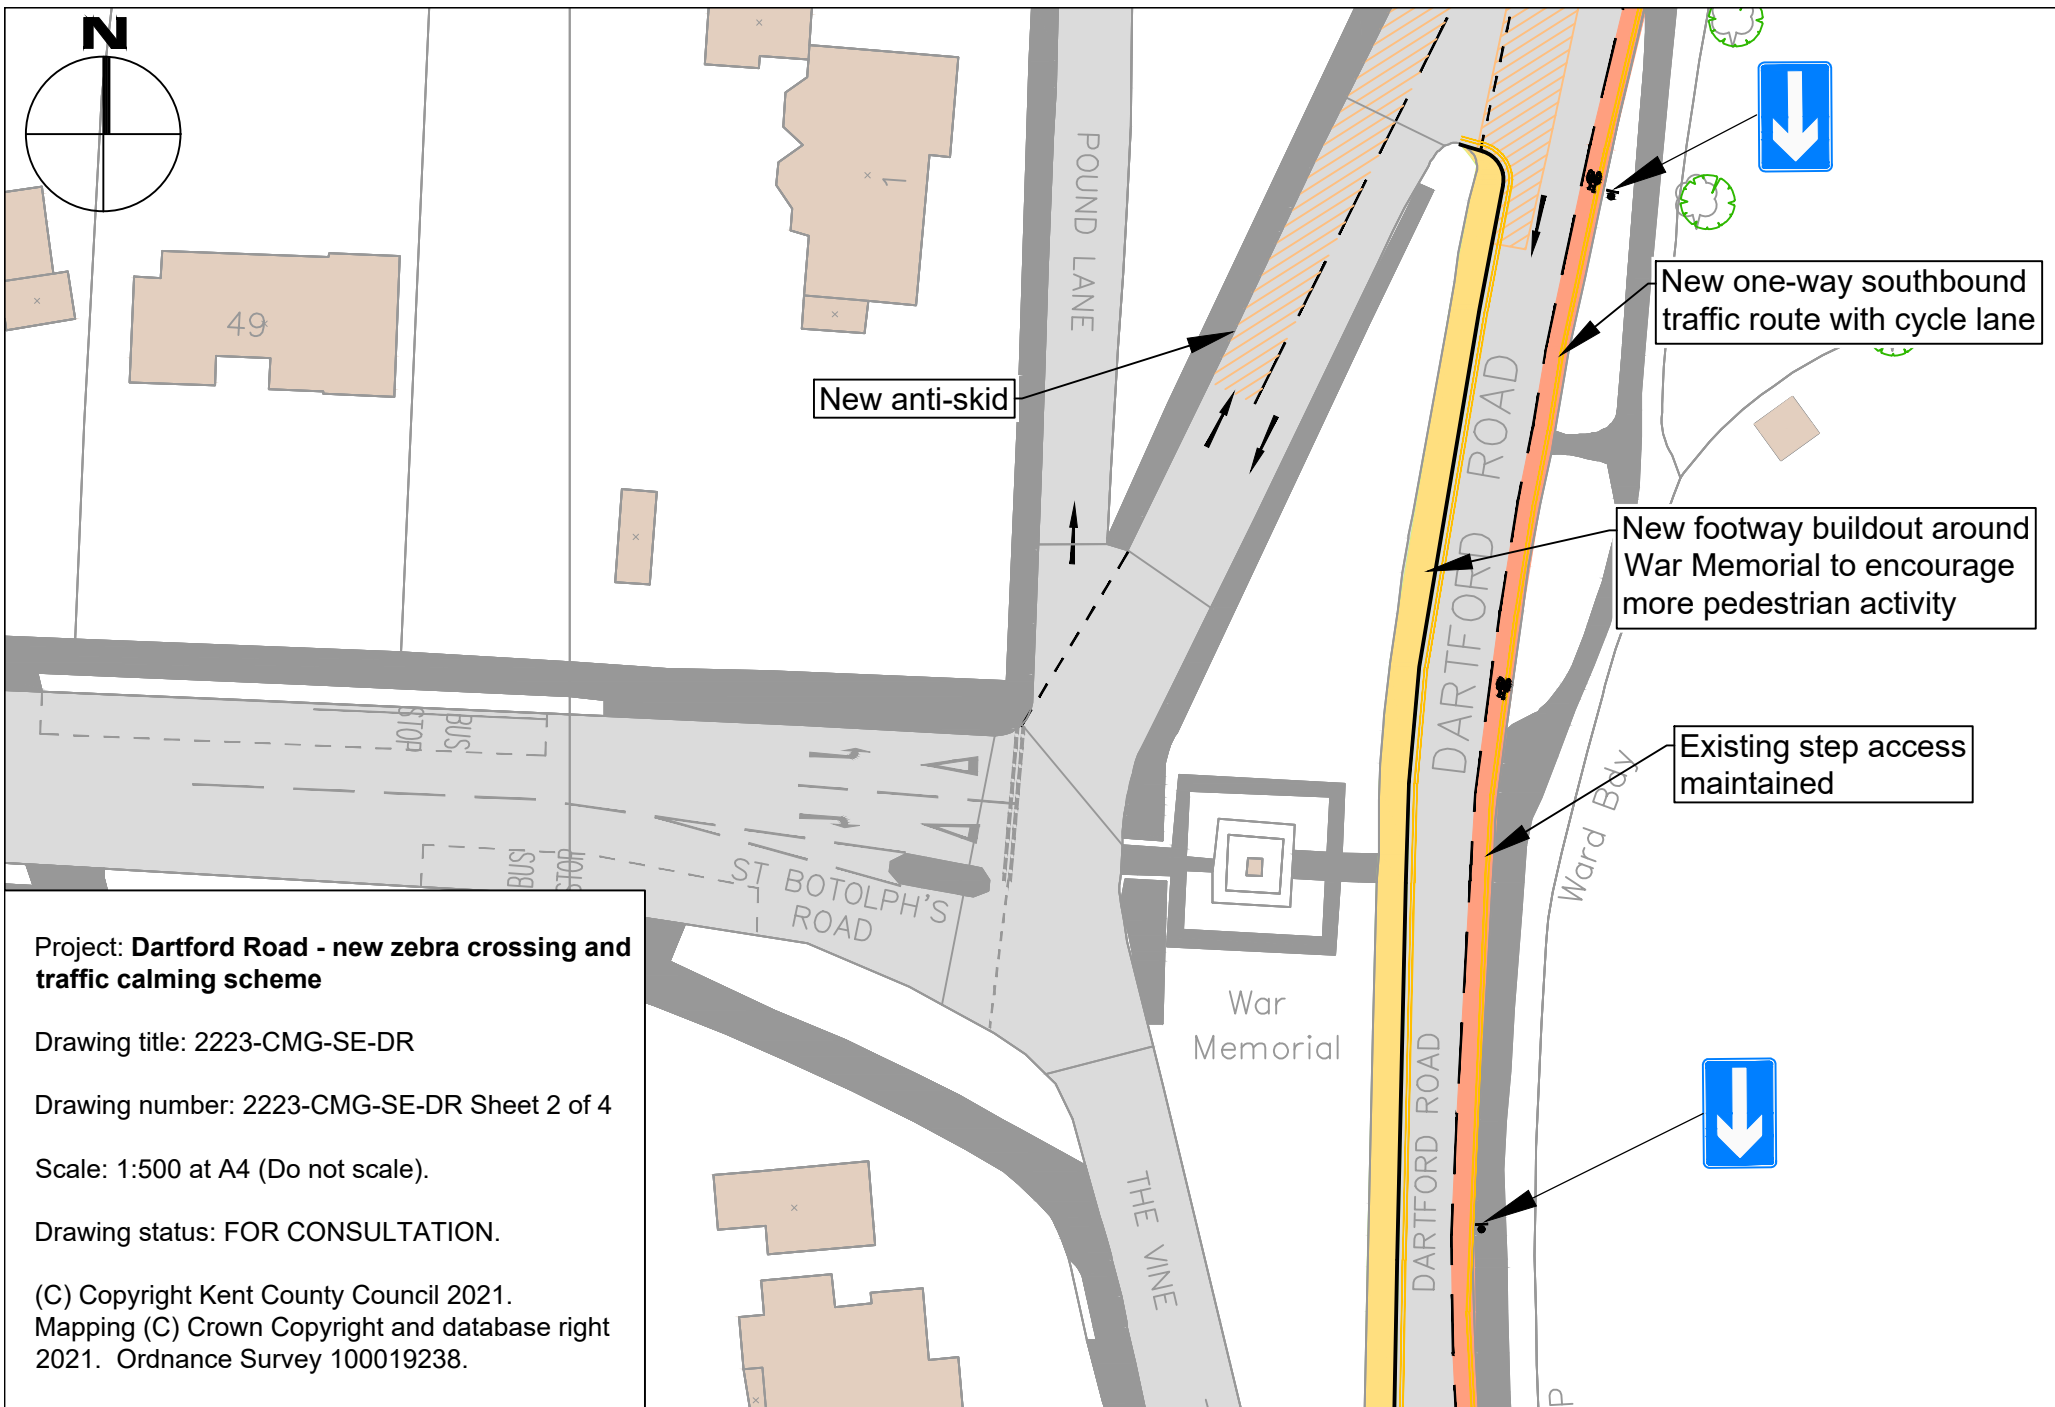 N
1
49
POUND LANE
New anti-skid
New one-way southbound
traffic route with cycle lane
DARTFORD ROAD
New footway buildout around
War Memorial to encourage
more pedestrian activity
BUS
STOP
Existing step access
maintained
Ward Bdy
BUS
STOP
ST BOTOLPH'S
ROAD
War
Memorial
DARTFORD ROAD
THE VINE
P
Project: Dartford Road - new zebra crossing and
traffic calming scheme
Drawing title: 2223-CMG-SE-DR
Drawing number: 2223-CMG-SE-DR Sheet 2 of 4
Scale: 1:500 at A4 (Do not scale).
Drawing status: FOR CONSULTATION.
(C) Copyright Kent County Council 2021.
Mapping (C) Crown Copyright and database right
2021. Ordnance Survey 100019238.